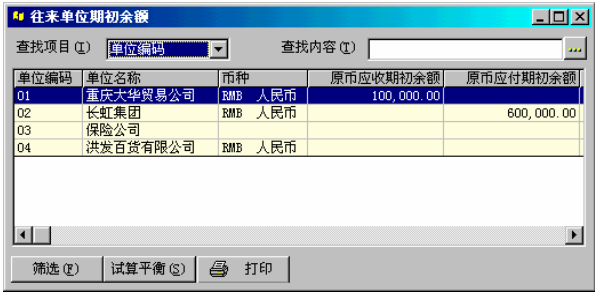 往来单位期初余额
查找项目(I) 单位编码 查找内容(T) ...
单位编码 单位名称 币种 原币应收期初余额 原币应付期初余额
01 重庆大华贸易公司 RMB 人民币 100,000.00
02 长虹集团 RMB 人民币 600,000.00
03 保险公司
04 洪发百货有限公司 RMB 人民币
筛选(F) 试算平衡(S) 打印